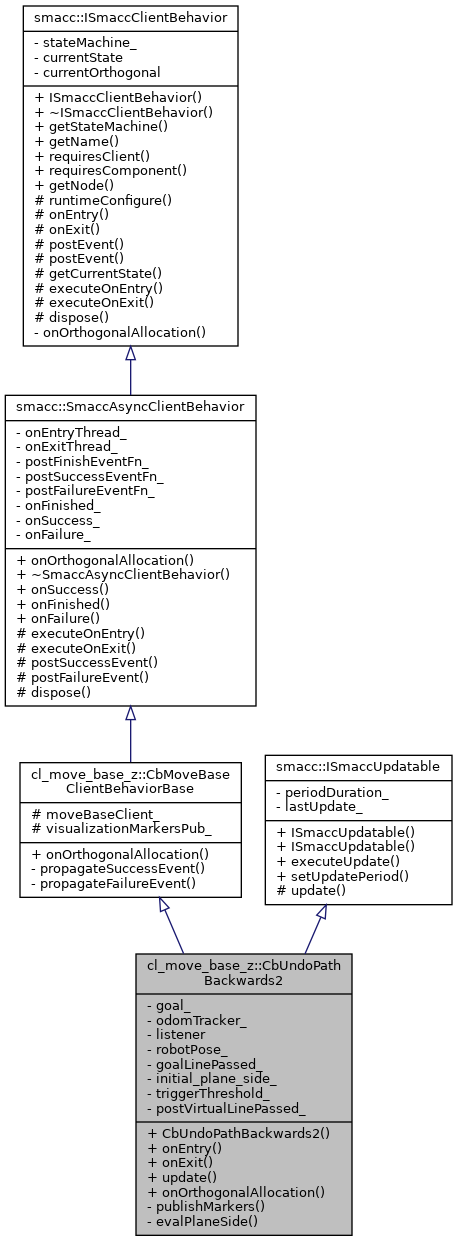 smacc::ISmaccClientBehavior
- stateMachine_
- currentState
- currentOrthogonal
+ ISmaccClientBehavior()
+ ~ISmaccClientBehavior()
+ getStateMachine()
+ getName()
+ requiresClient()
+ requiresComponent()
+ getNode()
# runtimeConfigure()
# onEntry()
# onExit()
# postEvent()
# postEvent()
# getCurrentState()
# executeOnEntry()
# executeOnExit()
# dispose()
- onOrthogonalAllocation()
smacc::SmaccAsyncClientBehavior
- onEntryThread_
- onExitThread_
- postFinishEventFn_
- postSuccessEventFn_
- postFailureEventFn_
- onFinished_
- onSuccess_
- onFailure_
+ onOrthogonalAllocation()
+ ~SmaccAsyncClientBehavior()
+ onSuccess()
+ onFinished()
+ onFailure()
# executeOnEntry()
# executeOnExit()
# postSuccessEvent()
# postFailureEvent()
# dispose()
cl_move_base_z::CbMoveBase
ClientBehaviorBase
# moveBaseClient_
# visualizationMarkersPub_
+ onOrthogonalAllocation()
- propagateSuccessEvent()
- propagateFailureEvent()
smacc::ISmaccUpdatable
- periodDuration_
- lastUpdate_
+ ISmaccUpdatable()
+ ISmaccUpdatable()
+ executeUpdate()
+ setUpdatePeriod()
# update()
cl_move_base_z::CbUndoPath
Backwards2
- goal_
- odomTracker_
- listener
- robotPose_
- goalLinePassed_
- initial_plane_side_
- triggerThreshold_
- postVirtualLinePassed_
+ CbUndoPathBackwards2()
+ onEntry()
+ onExit()
+ update()
+ onOrthogonalAllocation()
- publishMarkers()
- evalPlaneSide()